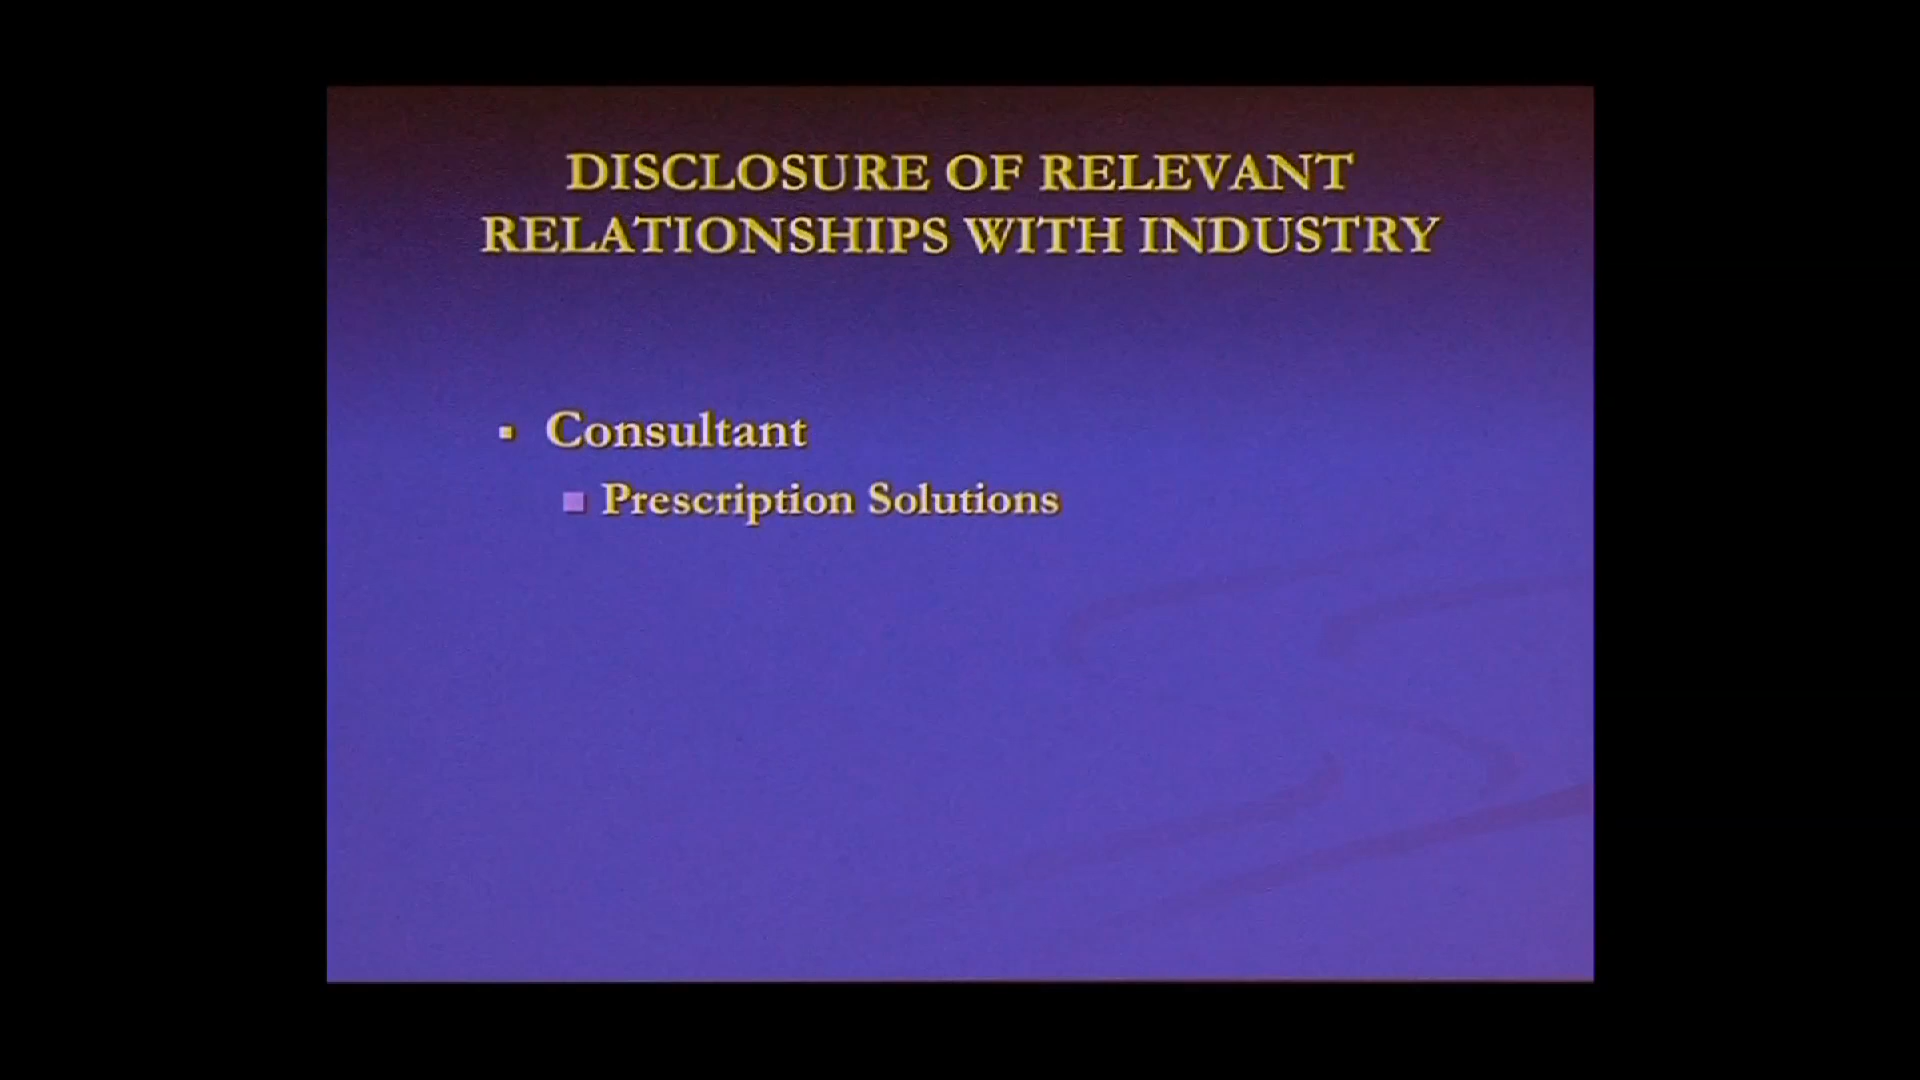 DISCLOSURE OF RELEVANT
RELATIONSHIPS WITH INDUSTRY
Consultant
Prescription Solutions